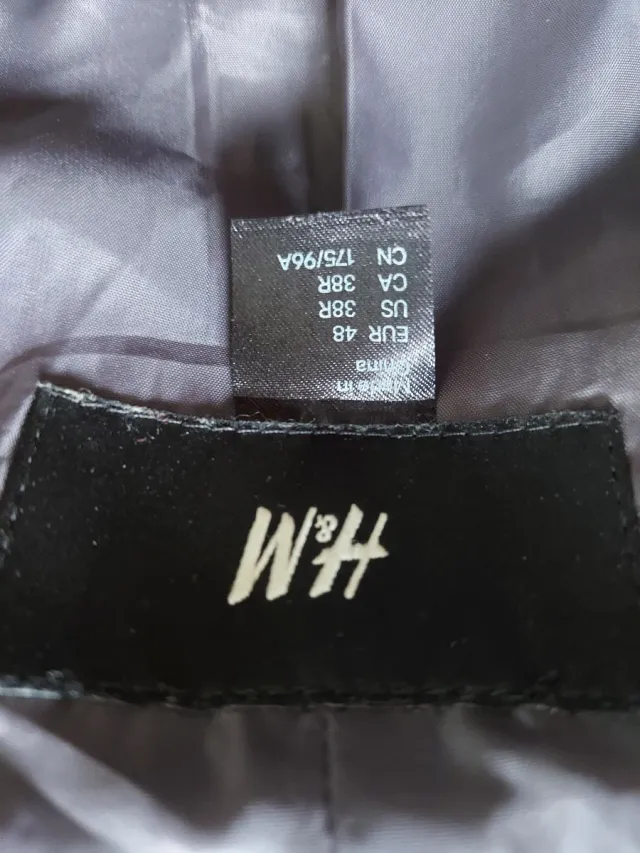 H&M
Made in
China
EUR 48
US 38R
CA 38R
CN 175/96A